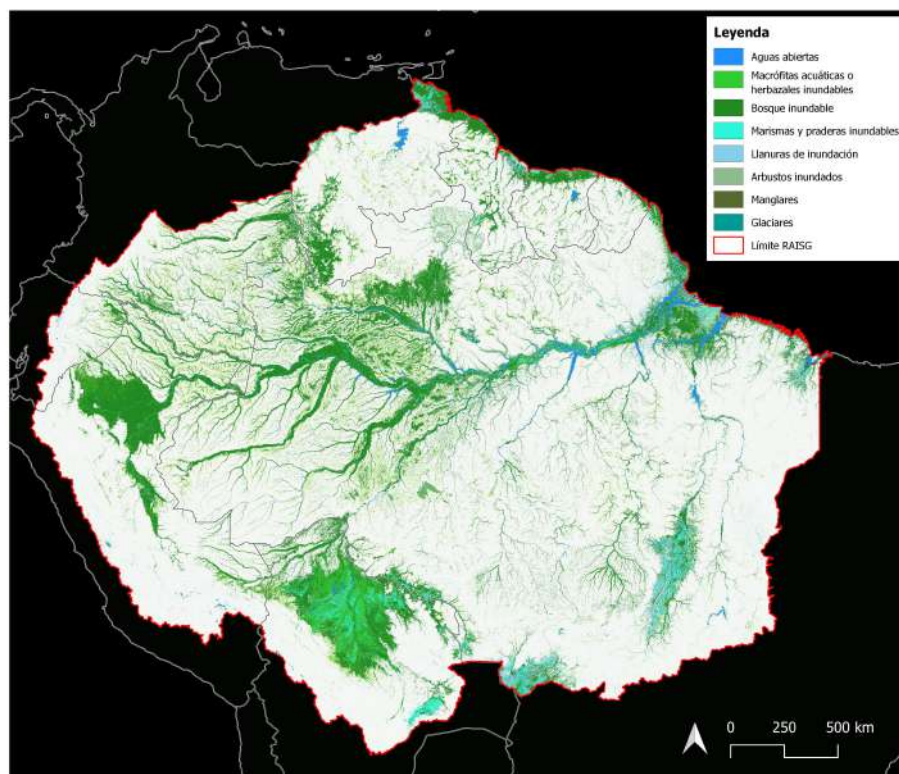 Leyenda
Aguas abiertas
Macrófitas acuáticas o
herbazales inundables
Bosque inundable
Marismas y praderas inundables
Llanuras de inundación
Arbustos inundados
Manglares
Glaciares
Límite RAISG
0 250 500 km